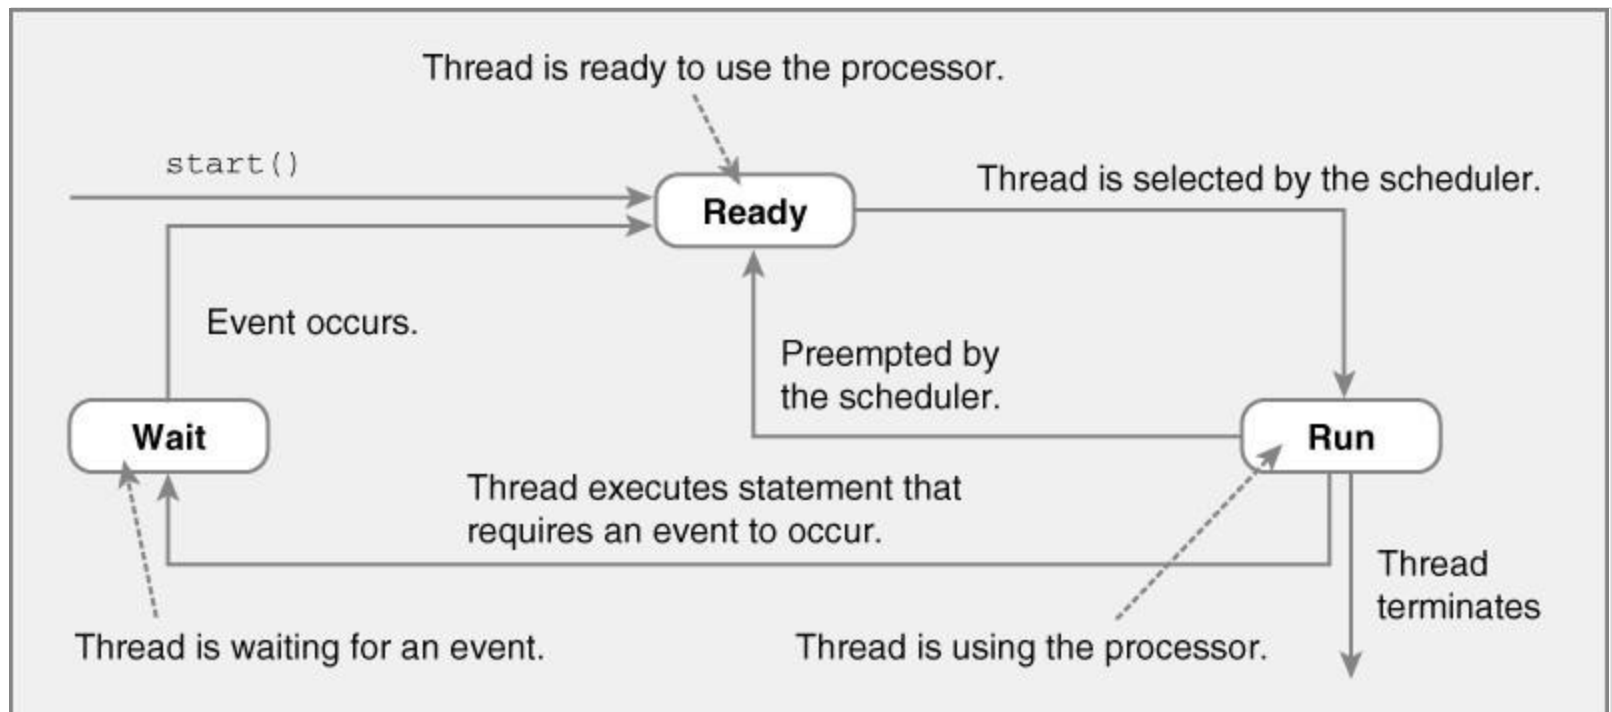 Thread is ready to use the processor.
start()
Thread is selected by the scheduler.
Ready
Event occurs.
Preempted by
the scheduler.
Wait
Run
Thread executes statement that
requires an event to occur.
Thread
terminates
Thread is waiting for an event.
Thread is using the processor.